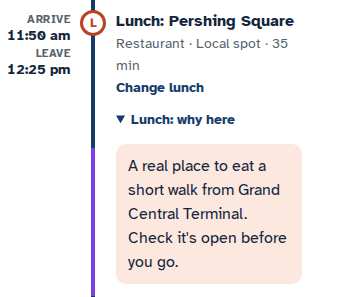 ARRIVE
11:50 am
LEAVE
12:25 pm
L
Lunch: Pershing Square
Restaurant · Local spot · 35
min
Change lunch
▼ Lunch: why here
A real place to eat a
short walk from Grand
Central Terminal.
Check it's open before
you go.